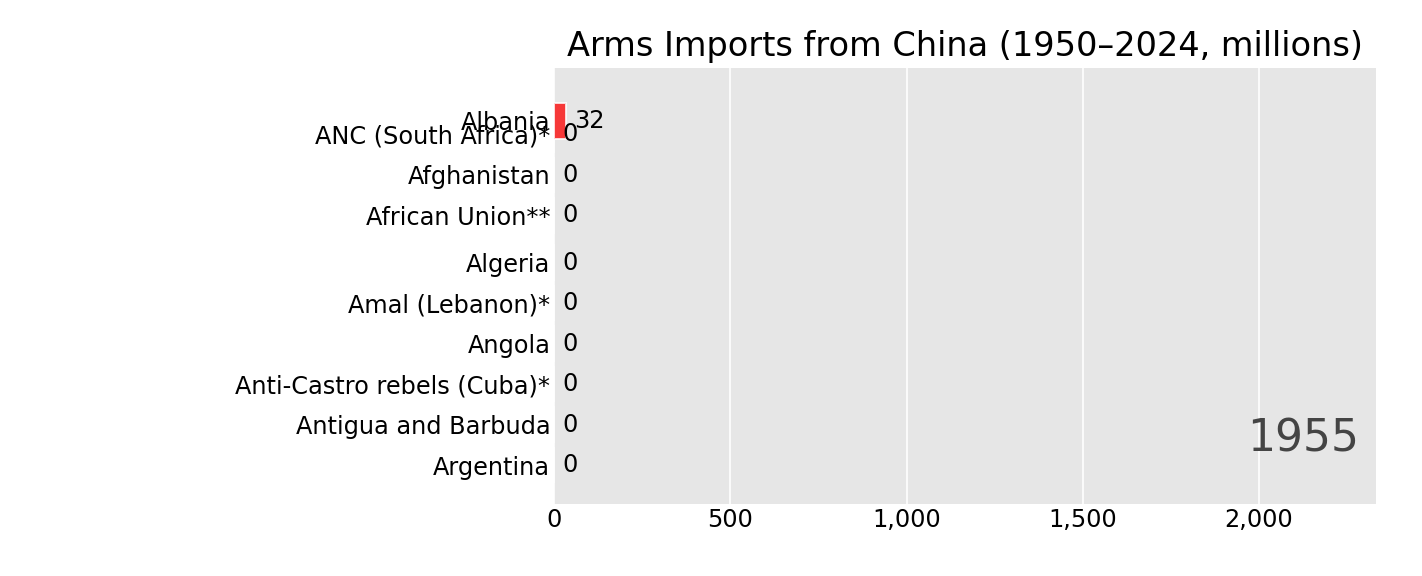 Arms Imports from China (1950–2024, millions)
Albania 32
ANC (South Africa)* 0
Afghanistan 0
African Union** 0
Algeria 0
Amal (Lebanon)* 0
Angola 0
Anti-Castro rebels (Cuba)* 0
Antigua and Barbuda 0
1955
Argentina 0
0 500 1,000 1,500 2,000